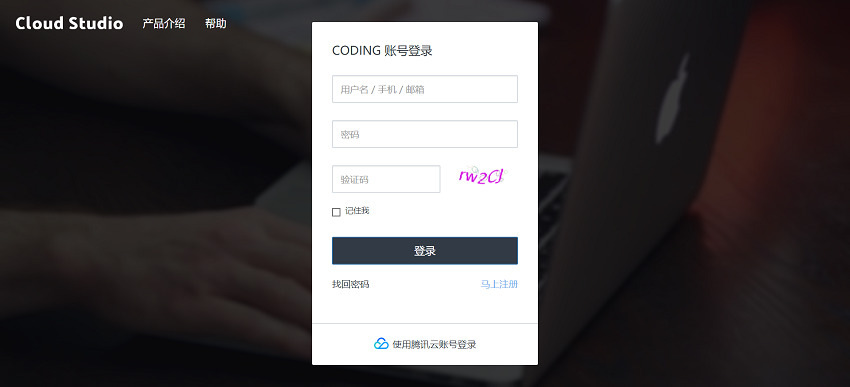 Cloud Studio 产品介绍 帮助
CODING 账号登录
用户名 / 手机 / 邮箱
密码
验证码 rw2CJ
记住我
登录
找回密码 马上注册
使用腾讯云账号登录